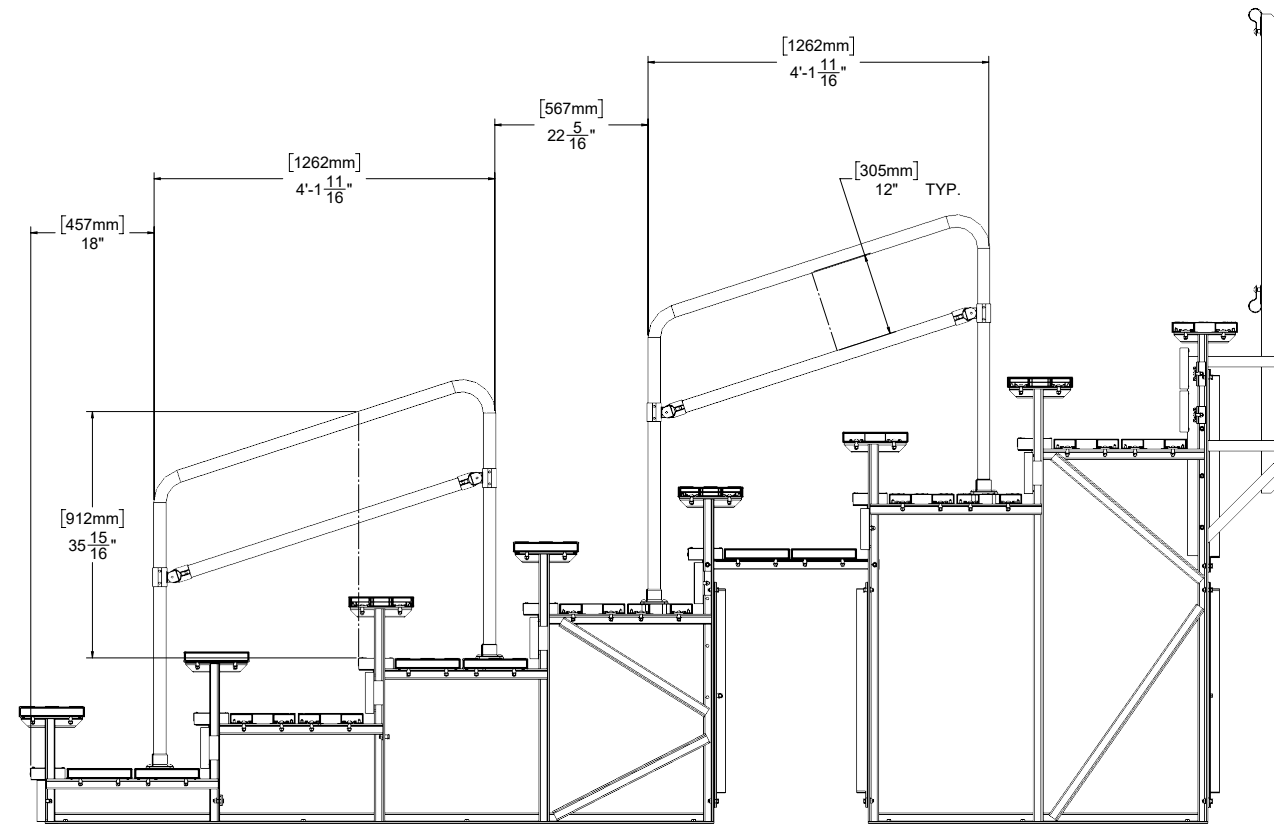 [1262mm]
4'-1 11/16"
[567mm]
22 5/16"
[1262mm]
4'-1 11/16"
[305mm]
12" TYP.
[457mm]
18"
[912mm]
35 15/16"